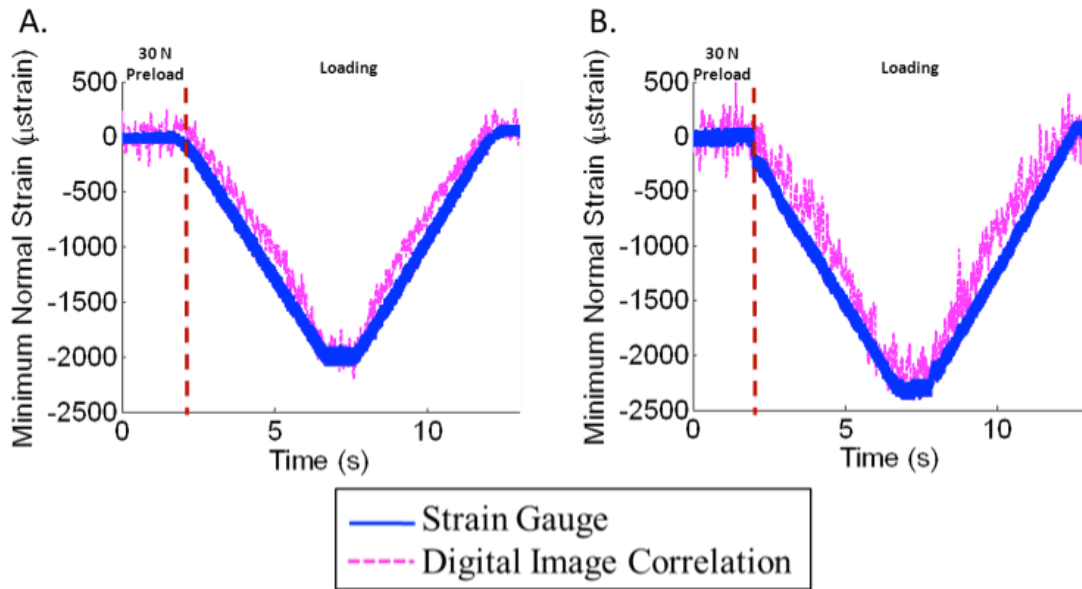 A.
30 N
Preload
Loading
Minimum Normal Strain (μstrain)
500
0
-500
-1000
-1500
-2000
-2500
0
5
10
Time (s)
B.
30 N
Preload
Loading
Minimum Normal Strain (μstrain)
500
0
-500
-1000
-1500
-2000
-2500
0
5
10
Time (s)
Strain Gauge
Digital Image Correlation